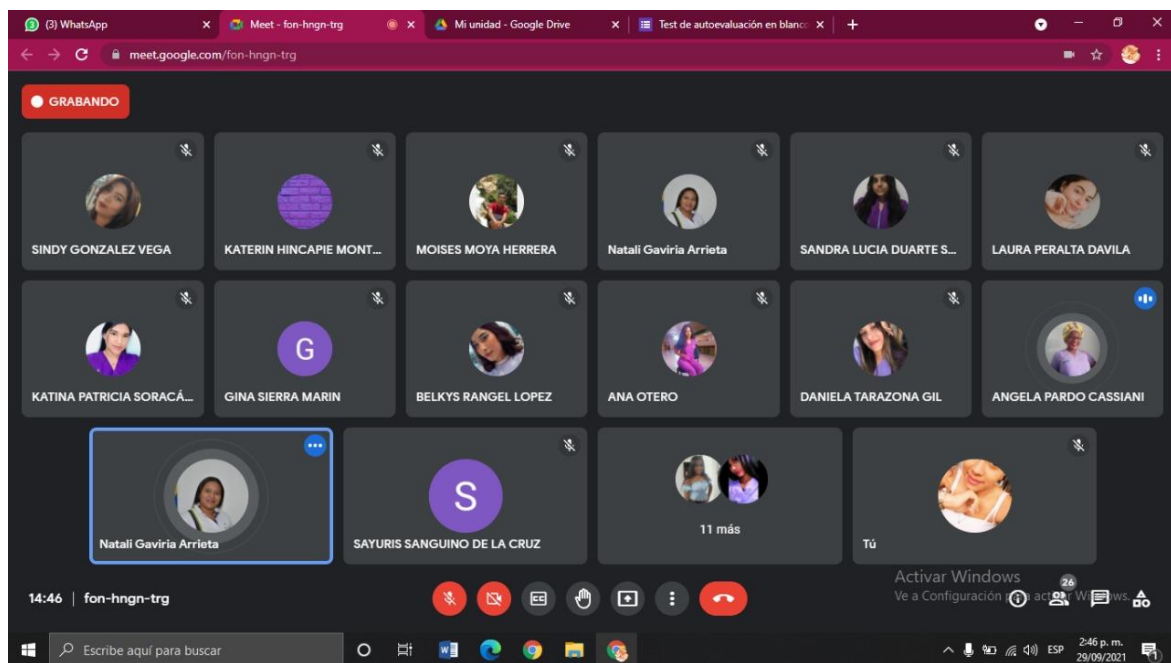 (3) WhatsApp
Meet - fon-hngn-trg
Mi unidad - Google Drive
Test de autoevaluación en blanc
meet.google.com/fon-hngn-trg
GRABANDO
SINDY GONZALEZ VEGA
KATERIN HINCAPIE MONT...
MOISES MOYA HERRERA
Natali Gaviria Arrieta
SANDRA LUCIA DUARTE S...
LAURA PERALTA DAVILA
KATINA PATRICIA SORACÁ...
G
GINA SIERRA MARIN
BELKYS RANGEL LOPEZ
ANA OTERO
DANIELA TARAZONA GIL
ANGELA PARDO CASSIANI
Natali Gaviria Arrieta
S
SAYURIS SANGUINO DE LA CRUZ
11 más
Tú
Activar Windows
Ve a Configuración
14:46 | fon-hngn-trg
26
Escribe aquí para buscar
ESP
2:46 p. m.
29/09/2021